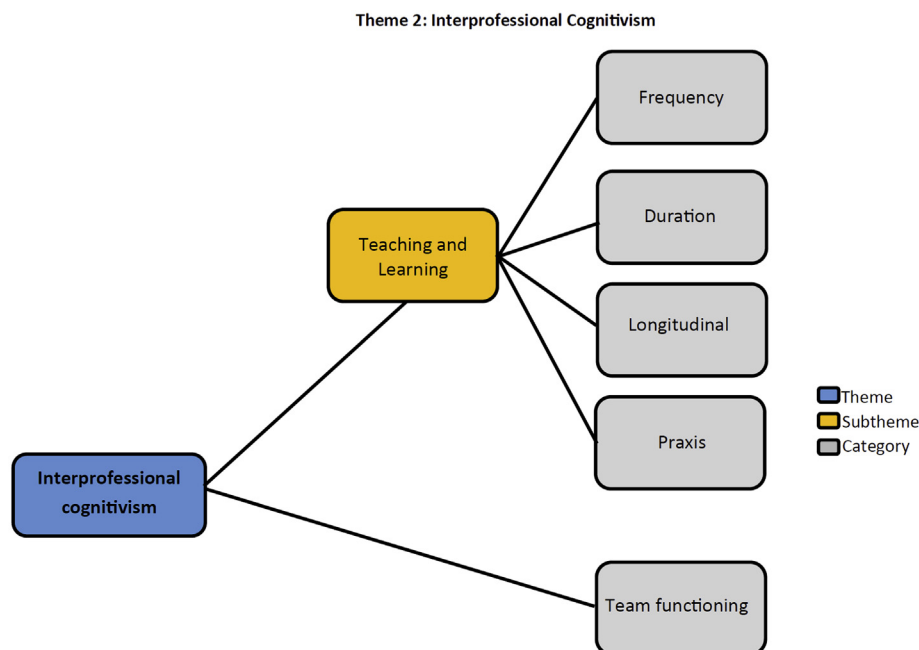 Theme 2: Interprofessional Cognitivism
Frequency
Duration
Teaching and
Learning
Longitudinal
Theme
Subtheme
Category
Praxis
Interprofessional
cognitivism
Team functioning